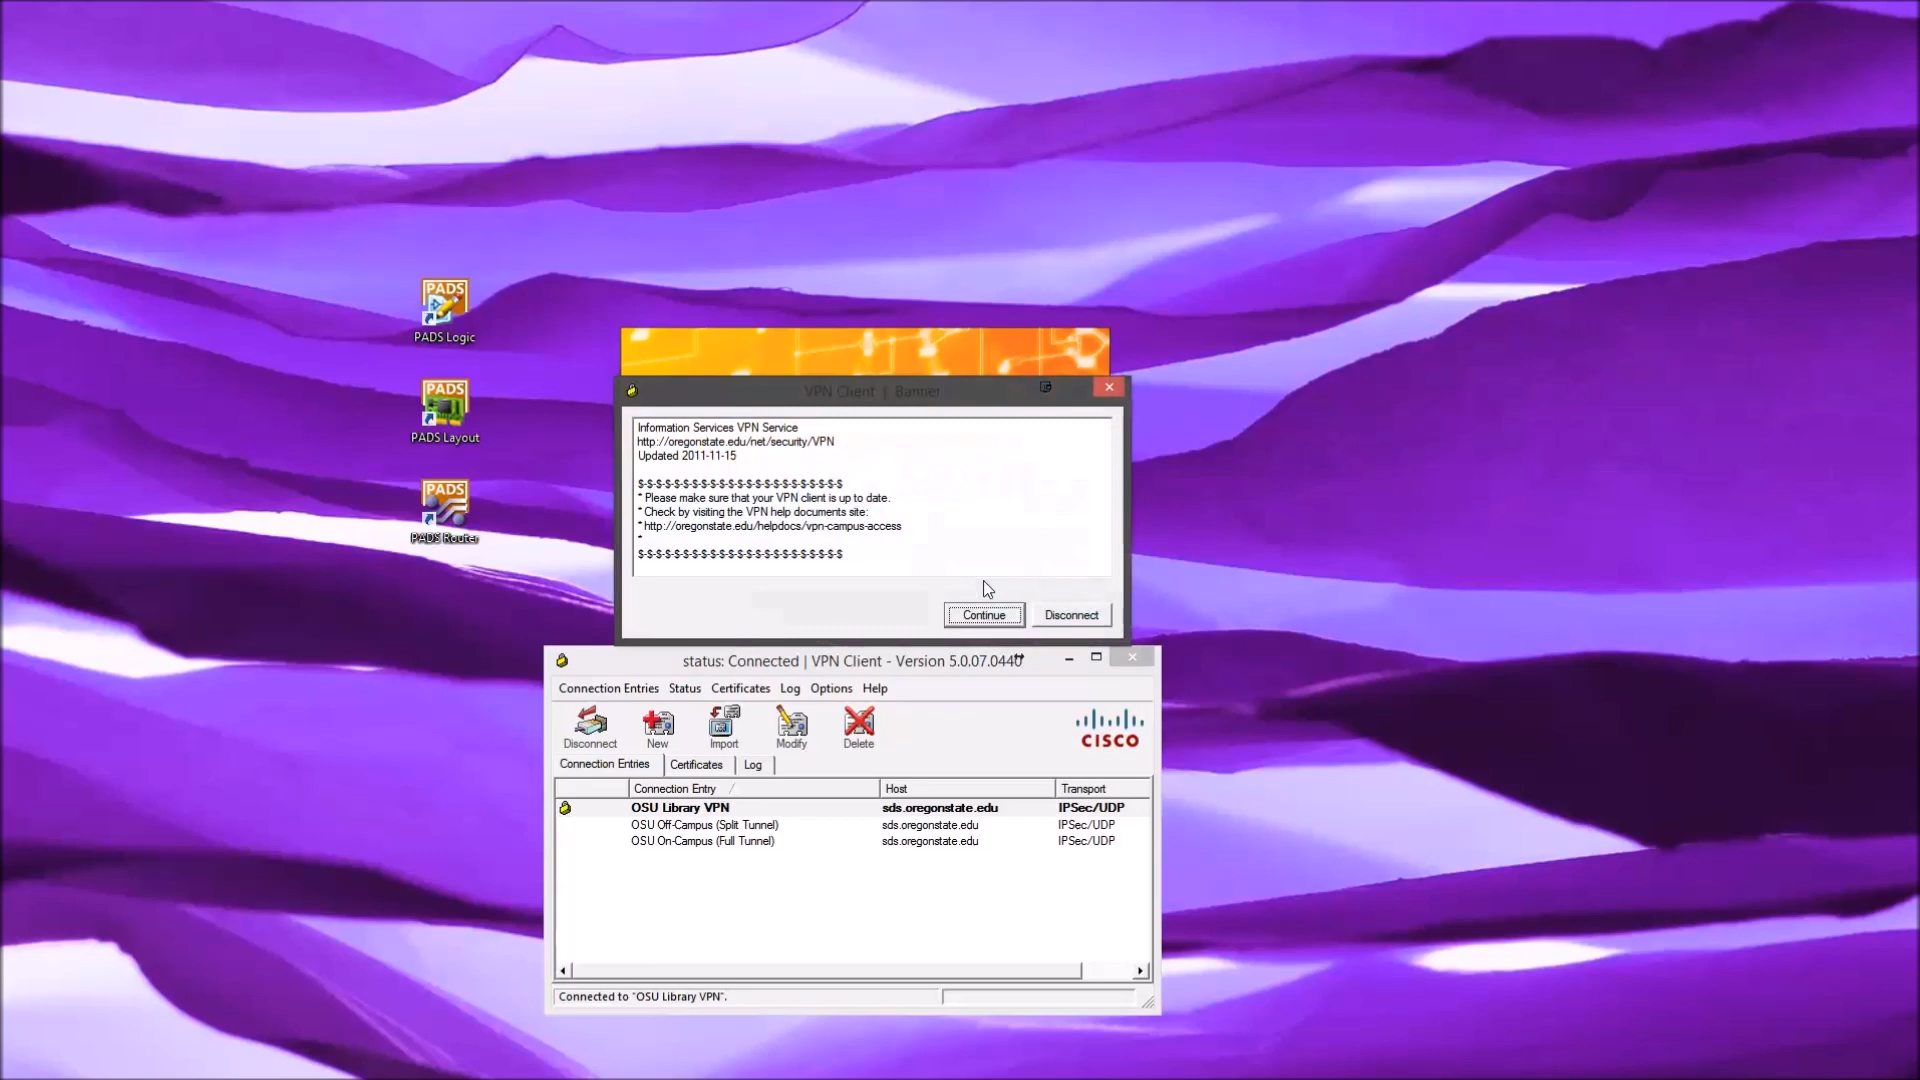 PADS
PADS Logic
PADS
PADS Layout
PADS
PADS Router
VPN Client | Banner
Information Services VPN Service
http://oregonstate.edu/net/security/VPN
Updated 2011-11-15
$-$-$-$-$-$-$-$-$-$-$-$-$-$-$-$-$-$-$-$-$-$-$
* Please make sure that your VPN client is up to date.
* Check by visiting the VPN help documents site:
* http://oregonstate.edu/helpdocs/vpn-campus-access
*
$-$-$-$-$-$-$-$-$-$-$-$-$-$-$-$-$-$-$-$-$-$-$
Continue Disconnect
status: Connected | VPN Client - Version 5.0.07.0440
Connection Entries Status Certificates Log Options Help
Disconnect New Import Modify Delete
CISCO
Connection Entries Certificates Log
Connection Entry / Host Transport
OSU Library VPN sds.oregonstate.edu IPSec/UDP
OSU Off-Campus (Split Tunnel) sds.oregonstate.edu IPSec/UDP
OSU On-Campus (Full Tunnel) sds.oregonstate.edu IPSec/UDP
Connected to "OSU Library VPN".